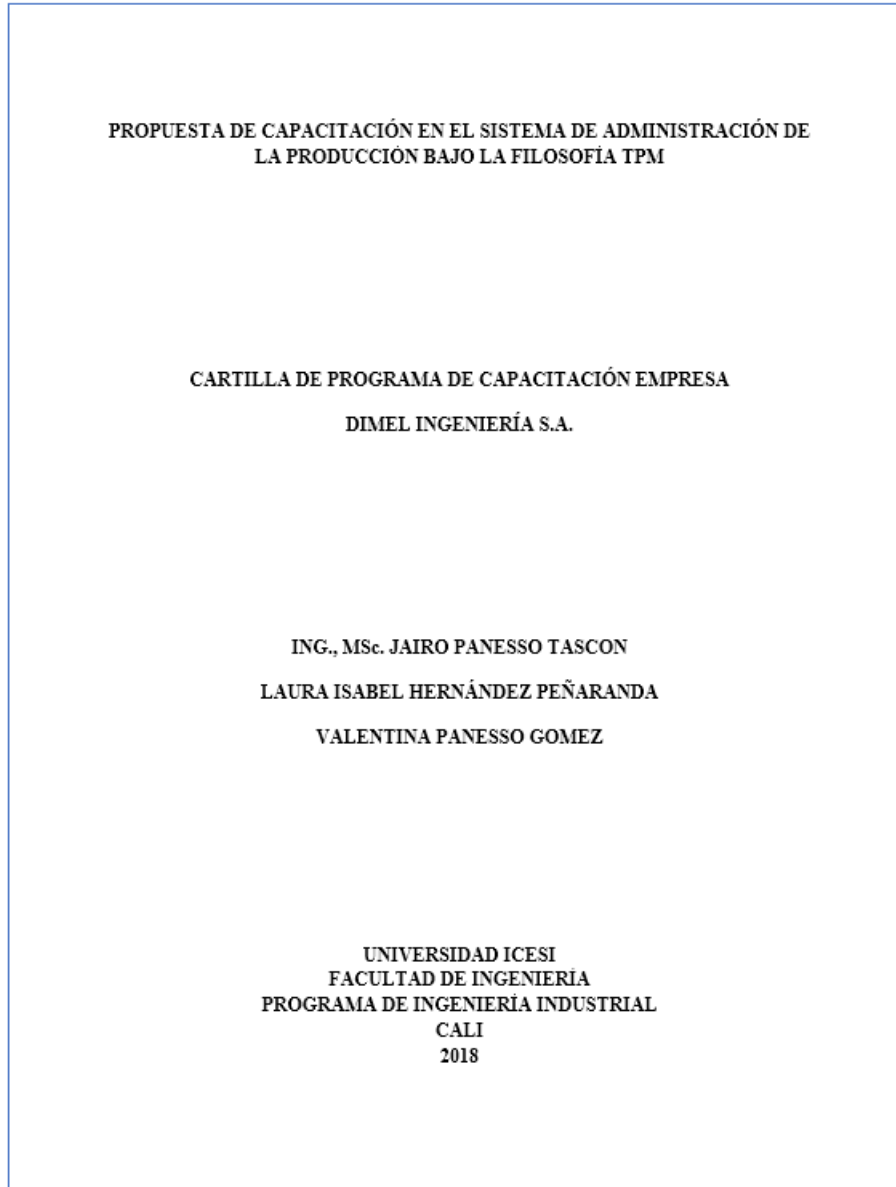 PROPUESTA DE CAPACITACIÓN EN EL SISTEMA DE ADMINISTRACIÓN DE
LA PRODUCCIÓN BAJO LA FILOSOFÍA TPM
CARTILLA DE PROGRAMA DE CAPACITACIÓN EMPRESA
DIMEL INGENIERÍA S.A.
ING., MSc. JAIRO PANESSO TASCON
LAURA ISABEL HERNÁNDEZ PEÑARANDA
VALENTINA PANESSO GOMEZ
UNIVERSIDAD ICESI
FACULTAD DE INGENIERÍA
PROGRAMA DE INGENIERÍA INDUSTRIAL
CALI
2018